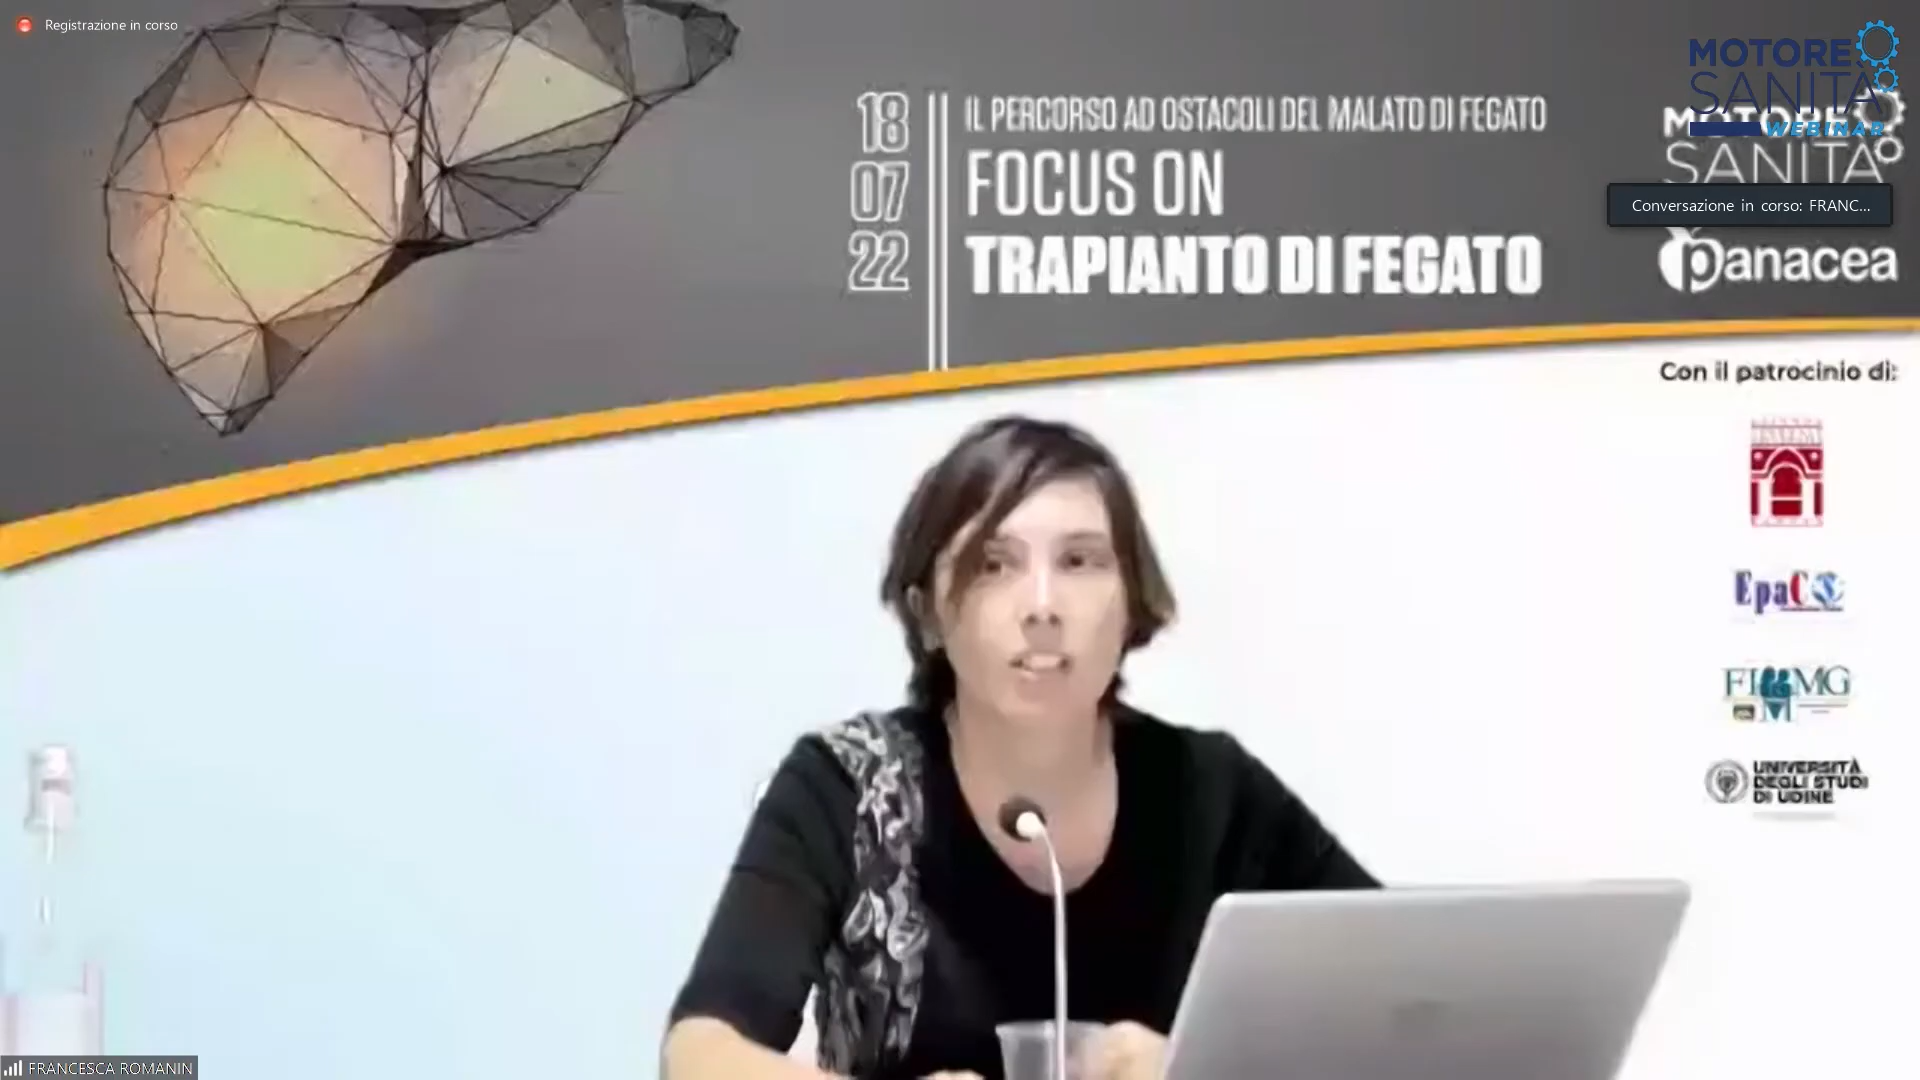 Registrazione in corso
MOTORE
SANITÀ
WEBINAR
18
07
22
IL PERCORSO AD OSTACOLI DEL MALATO DI FEGATO
FOCUS ON
TRAPIANTO DI FEGATO
MOTORE
SANITÀ
Conversazione in corso: FRANC...
panacea
Con il patrocinio di:
EpaC
FIMMG
UNIVERSITÀ
DEGLI STUDI
DI UDINE
FRANCESCA ROMANIN